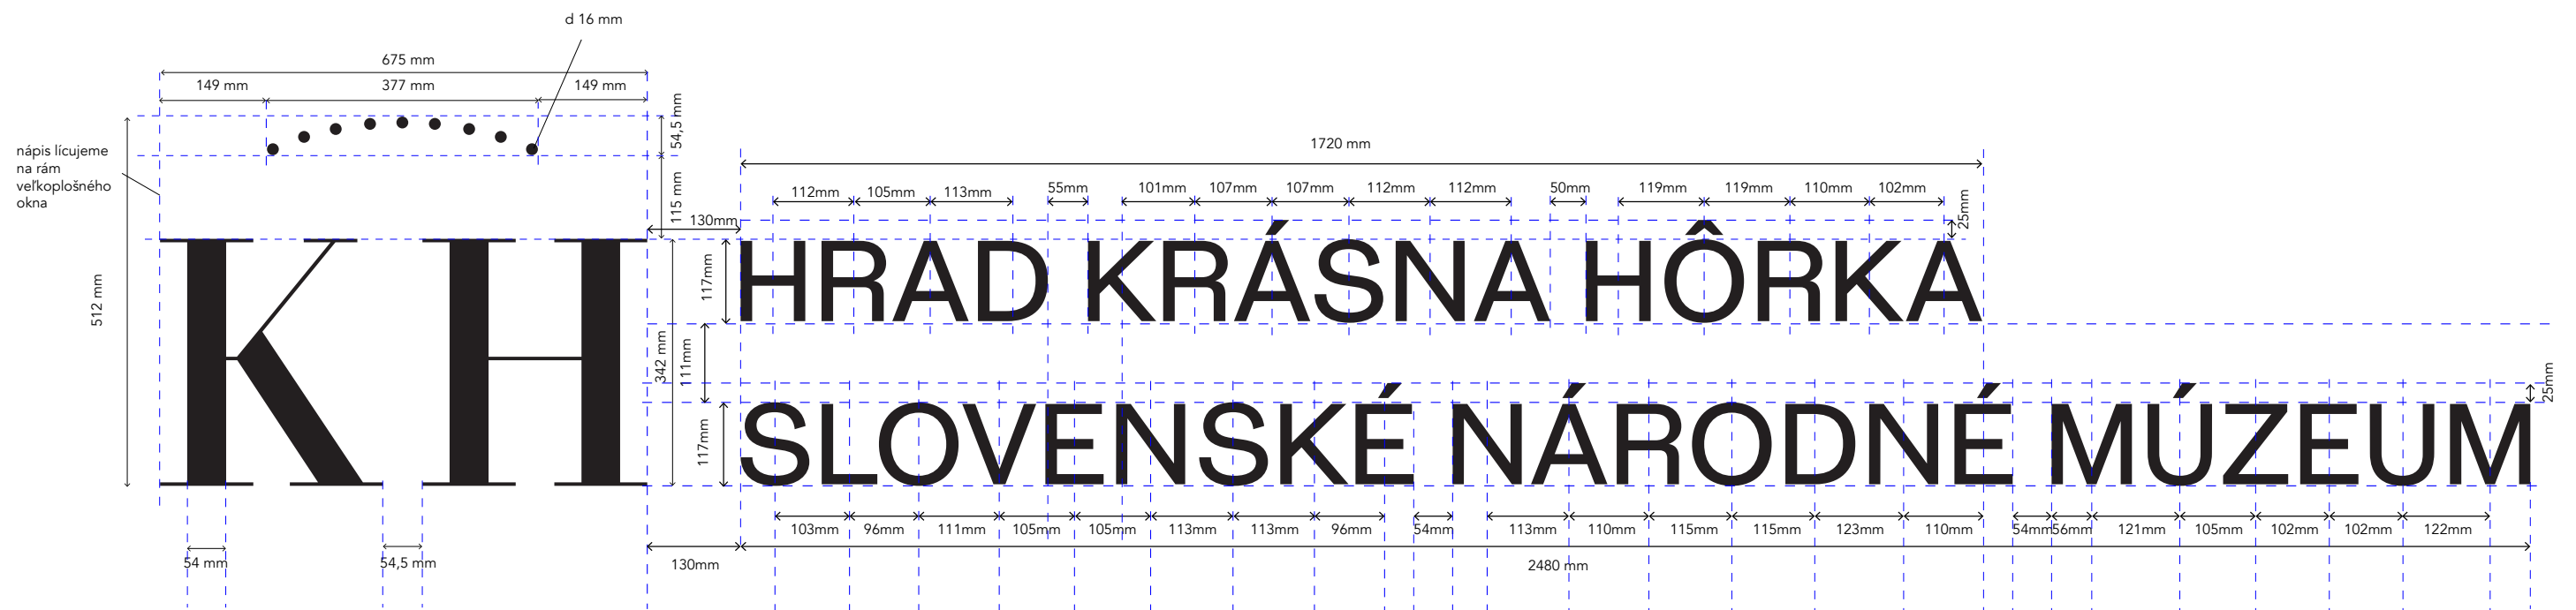 d 16 mm
675 mm
149 mm 377 mm 149 mm
54,5 mm
nápis lícujeme
na rám
veľkoplošného
okna
115 mm
512 mm
KH
54 mm
54,5 mm
342 mm
130mm
1720 mm
112mm 105mm 113mm 55mm 101mm 107mm 107mm 112mm 112mm 50mm 119mm 119mm 110mm 102mm
25mm
117mm
HRAD KRÁSNA HÔRKA
111mm
25mm
117mm
SLOVENSKÉ NÁRODNÉ MÚZEUM
103mm 96mm 111mm 105mm 105mm 113mm 113mm 96mm 54mm 113mm 110mm 115mm 115mm 123mm 110mm 54mm 56mm 121mm 105mm 102mm 102mm 122mm
130mm
2480 mm